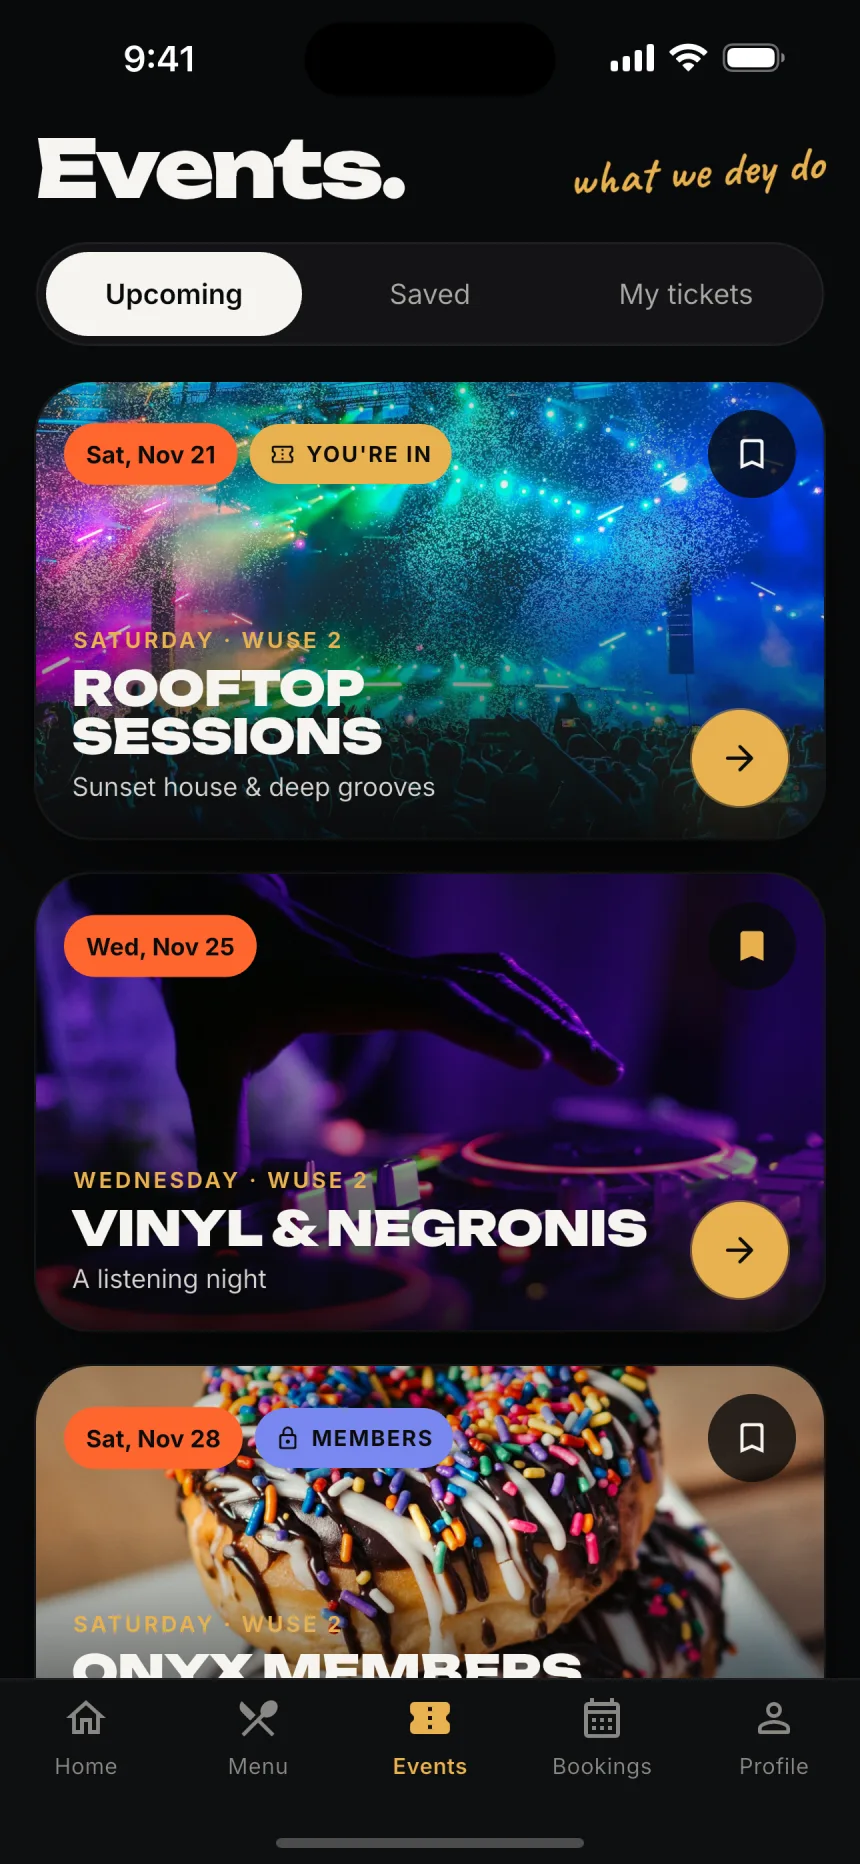 9:41
Events.
what we dey do
Upcoming
Saved
My tickets
Sat, Nov 21
YOU'RE IN
SATURDAY · WUSE 2
ROOFTOP
SESSIONS
Sunset house & deep grooves
Wed, Nov 25
WEDNESDAY · WUSE 2
VINYL & NEGRONIS
A listening night
Sat, Nov 28
MEMBERS
SATURDAY · WUSE 2
ONYX MEMBERS
Home
Menu
Events
Bookings
Profile